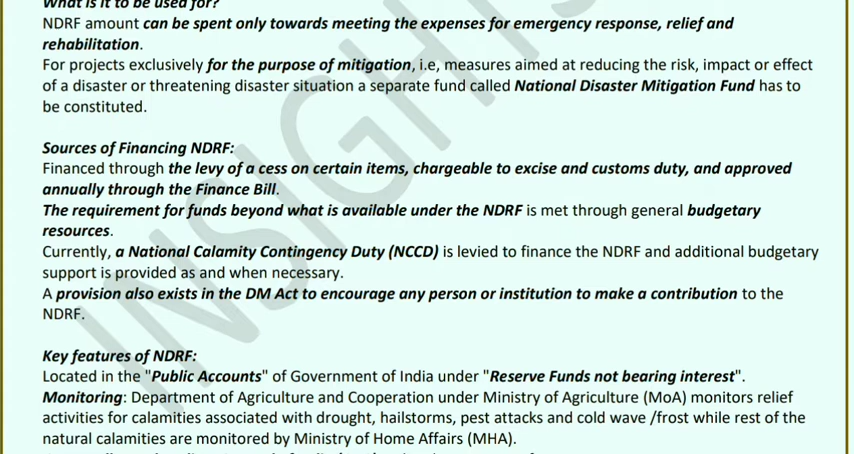 What is it to be used for?
NDRF amount can be spent only towards meeting the expenses for emergency response, relief and
rehabilitation.
For projects exclusively for the purpose of mitigation, i.e, measures aimed at reducing the risk, impact or effect
of a disaster or threatening disaster situation a separate fund called National Disaster Mitigation Fund has to
be constituted.
Sources of Financing NDRF:
Financed through the levy of a cess on certain items, chargeable to excise and customs duty, and approved
annually through the Finance Bill.
The requirement for funds beyond what is available under the NDRF is met through general budgetary
resources.
Currently, a National Calamity Contingency Duty (NCCD) is levied to finance the NDRF and additional budgetary
support is provided as and when necessary.
A provision also exists in the DM Act to encourage any person or institution to make a contribution to the
NDRF.
Key features of NDRF:
Located in the "Public Accounts" of Government of India under "Reserve Funds not bearing interest".
Monitoring: Department of Agriculture and Cooperation under Ministry of Agriculture (MoA) monitors relief
activities for calamities associated with drought, hailstorms, pest attacks and cold wave /frost while rest of the
natural calamities are monitored by Ministry of Home Affairs (MHA).
INSIGHTS